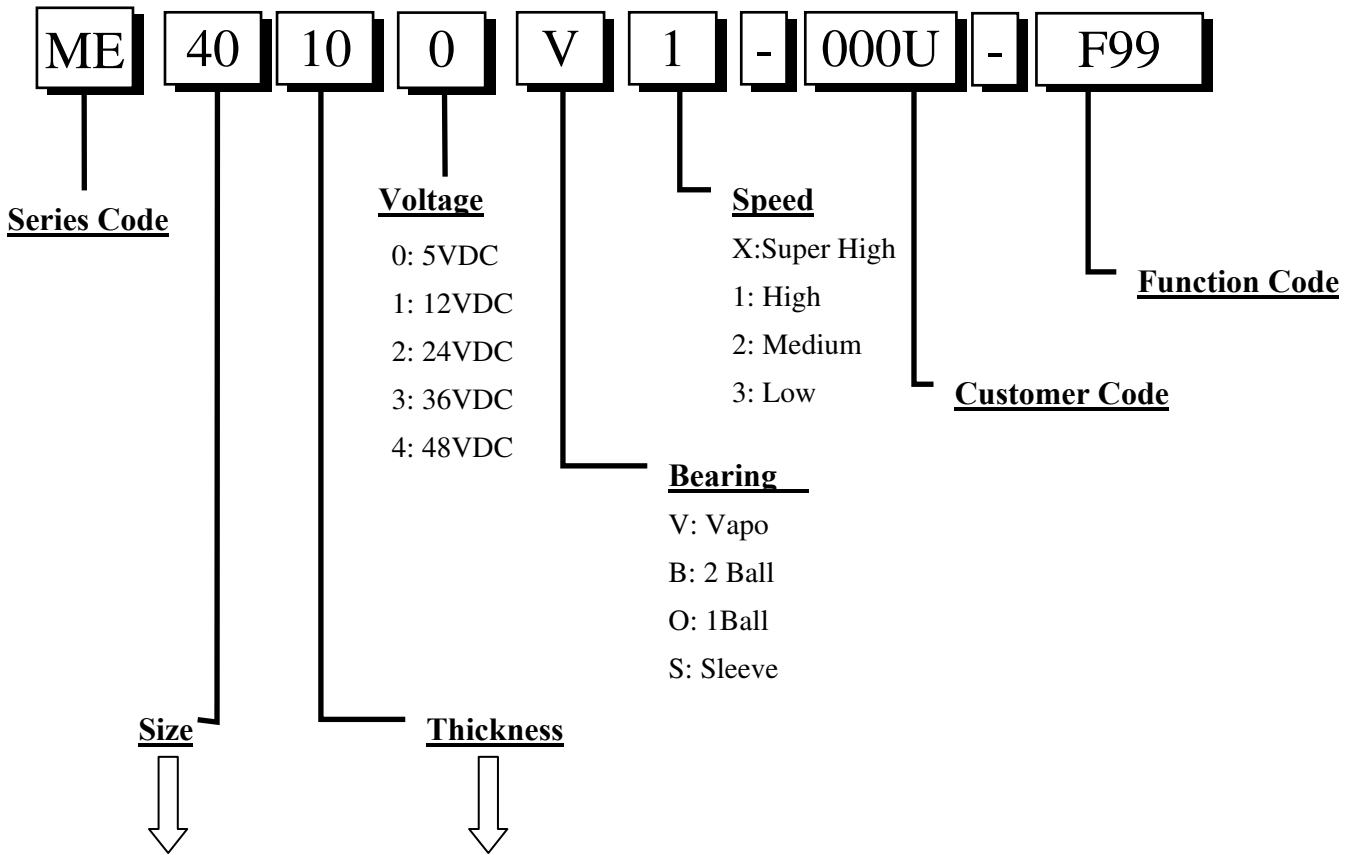 ME 40 10 0 V 1 - 000U - F99
Series Code
Voltage
0: 5VDC
1: 12VDC
2: 24VDC
3: 36VDC
4: 48VDC
Speed
X:Super High
1: High
2: Medium
3: Low
Function Code
Customer Code
Bearing
V: Vapo
B: 2 Ball
O: 1Ball
S: Sleeve
Size
Thickness